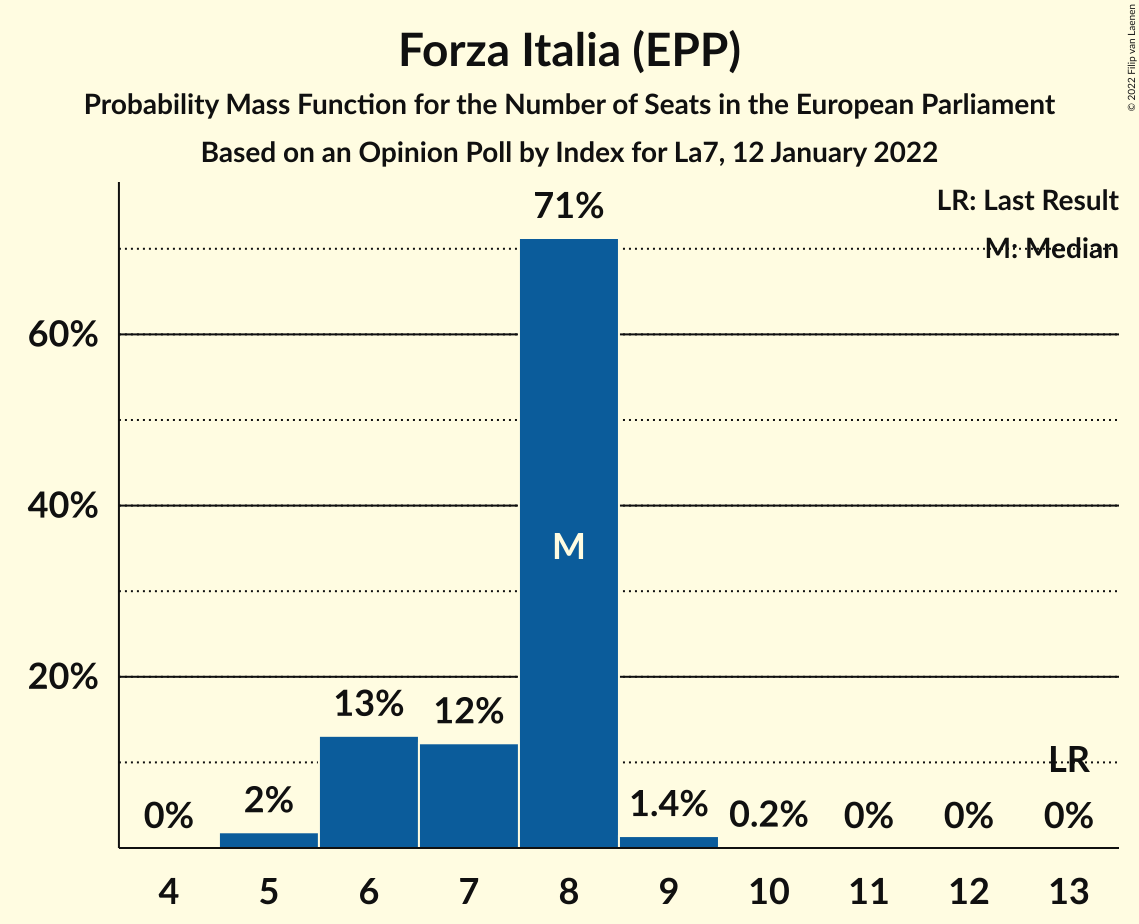 Forza Italia (EPP)
Probability Mass Function for the Number of Seats in the European Parliament
Based on an Opinion Poll by Index for La7, 12 January 2022
© 2022 Filip van Laenen
LR: Last Result
M: Median
71%
60%
40%
M
20%
13%
12%
LR
0%
2%
1.4%
0.2%
0%
0%
0%
4 5 6 7 8 9 10 11 12 13